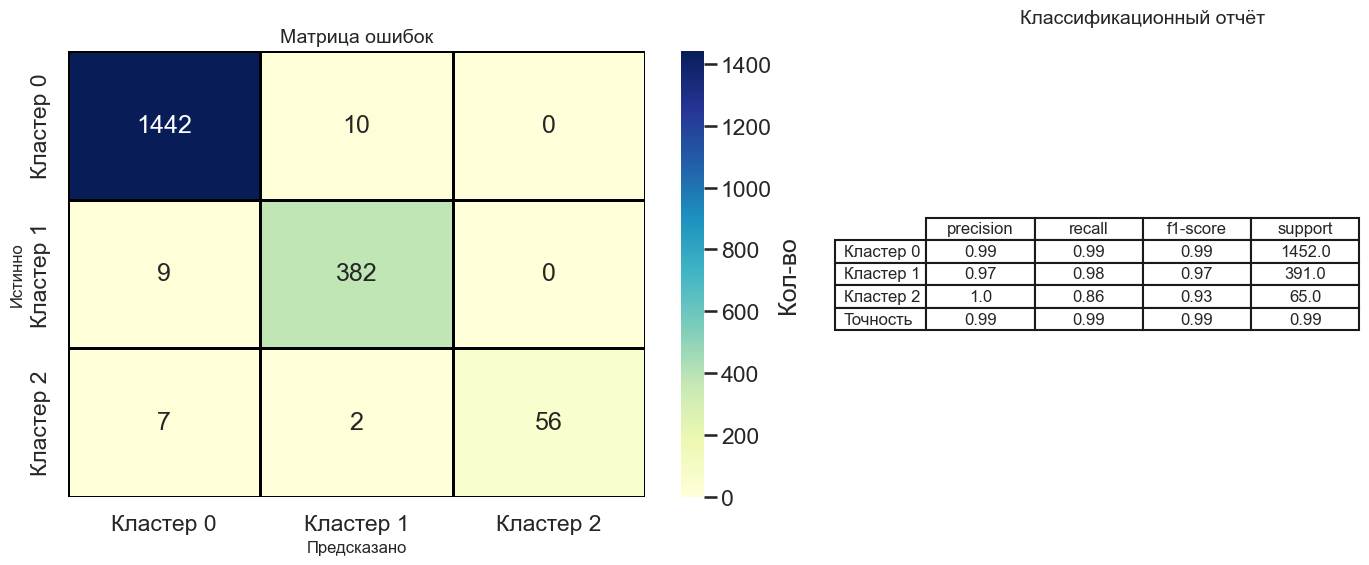 Матрица ошибок
Истинно
Кластер 0
1442 10 0
Кластер 1
9 382 0
Кластер 2
7 2 56
Кластер 0 Кластер 1 Кластер 2
Предсказано
1400
1200
1000
800
600
400
200
0
Кол-во
Классификационный отчёт
precision recall f1-score support
Кластер 0 0.99 0.99 0.99 1452.0
Кластер 1 0.97 0.98 0.97 391.0
Кластер 2 1.0 0.86 0.93 65.0
Точность 0.99 0.99 0.99 0.99